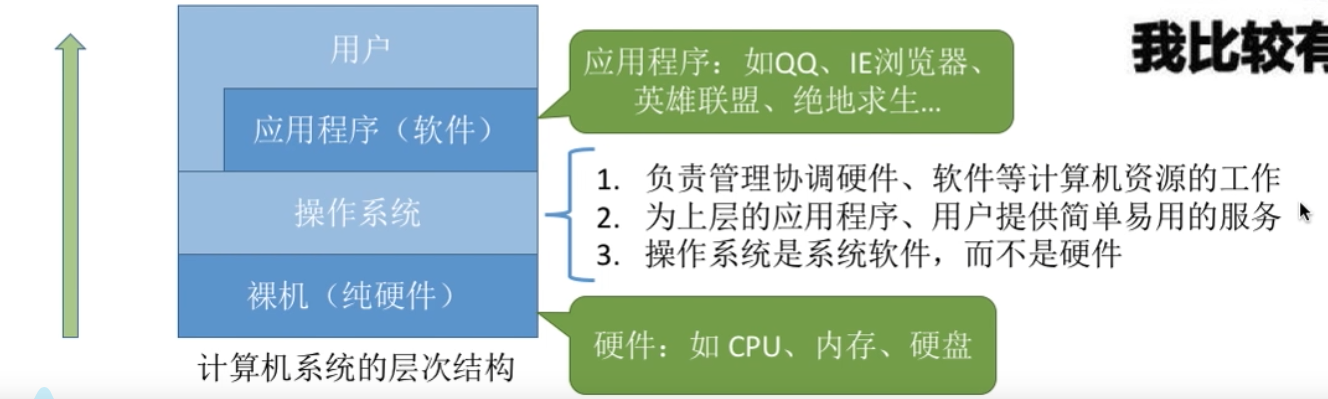 用户
应用程序（软件）
操作系统
裸机（纯硬件）
计算机系统的层次结构
应用程序：如QQ、IE浏览器、
英雄联盟、绝地求生...
1. 负责管理协调硬件、软件等计算机资源的工作
2. 为上层的应用程序、用户提供简单易用的服务
3. 操作系统是系统软件，而不是硬件
硬件：如 CPU、内存、硬盘
我比较有